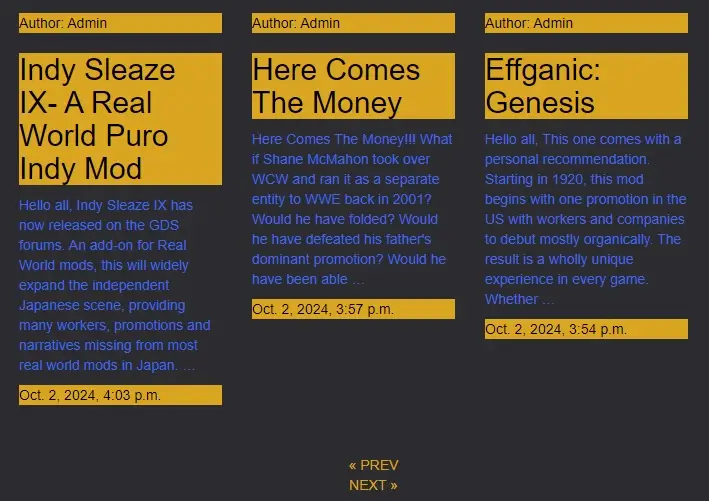 Author: Admin
Indy Sleaze
IX- A Real
World Puro
Indy Mod
Hello all, Indy Sleaze IX has
now released on the GDS
forums. An add-on for Real
World mods, this will widely
expand the independent
Japanese scene, providing
many workers, promotions and
narratives missing from most
real world mods in Japan. …
Oct. 2, 2024, 4:03 p.m.
Author: Admin
Here Comes
The Money
Here Comes The Money!!! What
if Shane McMahon took over
WCW and ran it as a separate
entity to WWE back in 2001?
Would he have folded? Would
he have defeated his father's
dominant promotion? Would he
have been able …
Oct. 2, 2024, 3:57 p.m.
Author: Admin
Effganic:
Genesis
Hello all, This one comes with a
personal recommendation.
Starting in 1920, this mod
begins with one promotion in the
US with workers and companies
to debut mostly organically. The
result is a wholly unique
experience in every game.
Whether …
Oct. 2, 2024, 3:54 p.m.
« PREV
NEXT »